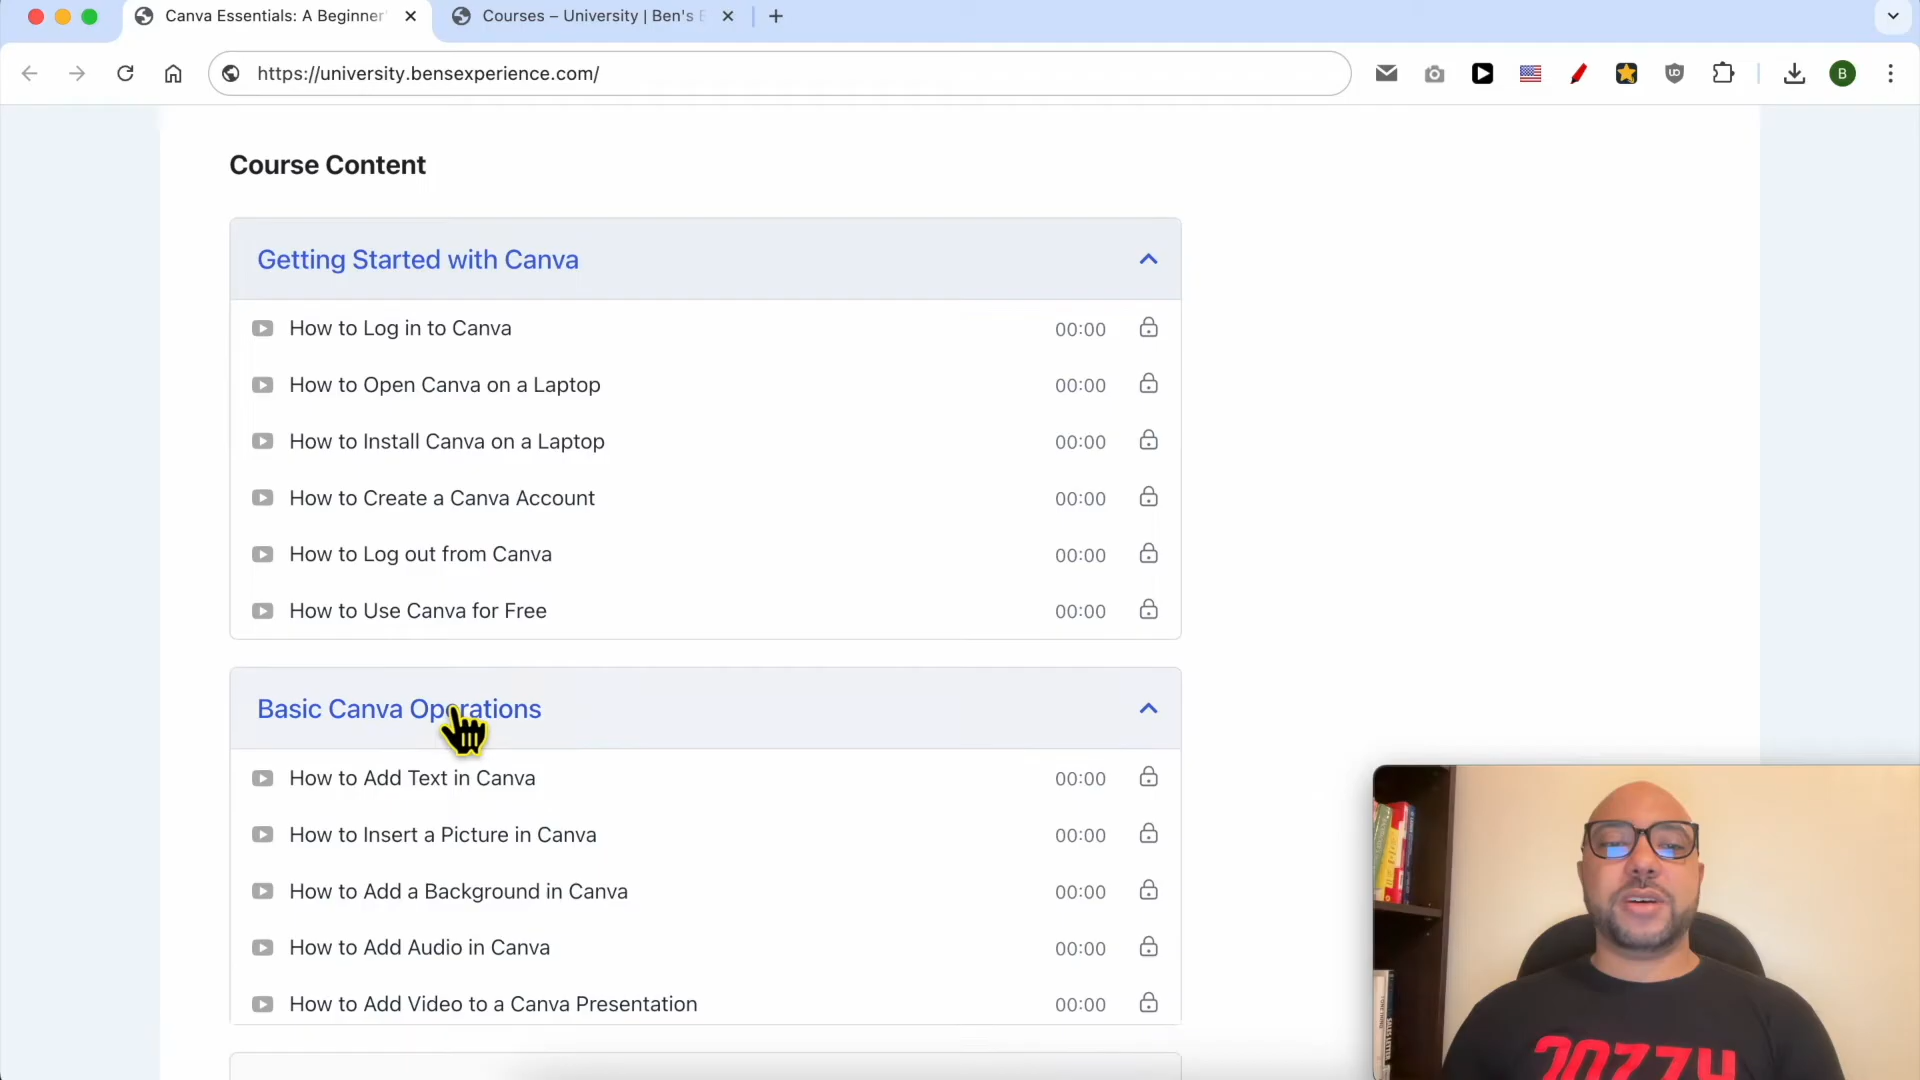 Canva Essentials: A Beginner'
Courses – University | Ben's E
https://university.bensexperience.com/
B
Course Content
Getting Started with Canva
How to Log in to Canva 00:00
How to Open Canva on a Laptop 00:00
How to Install Canva on a Laptop 00:00
How to Create a Canva Account 00:00
How to Log out from Canva 00:00
How to Use Canva for Free 00:00
Basic Canva Operations
How to Add Text in Canva 00:00
How to Insert a Picture in Canva 00:00
How to Add a Background in Canva 00:00
How to Add Audio in Canva 00:00
How to Add Video to a Canva Presentation 00:00